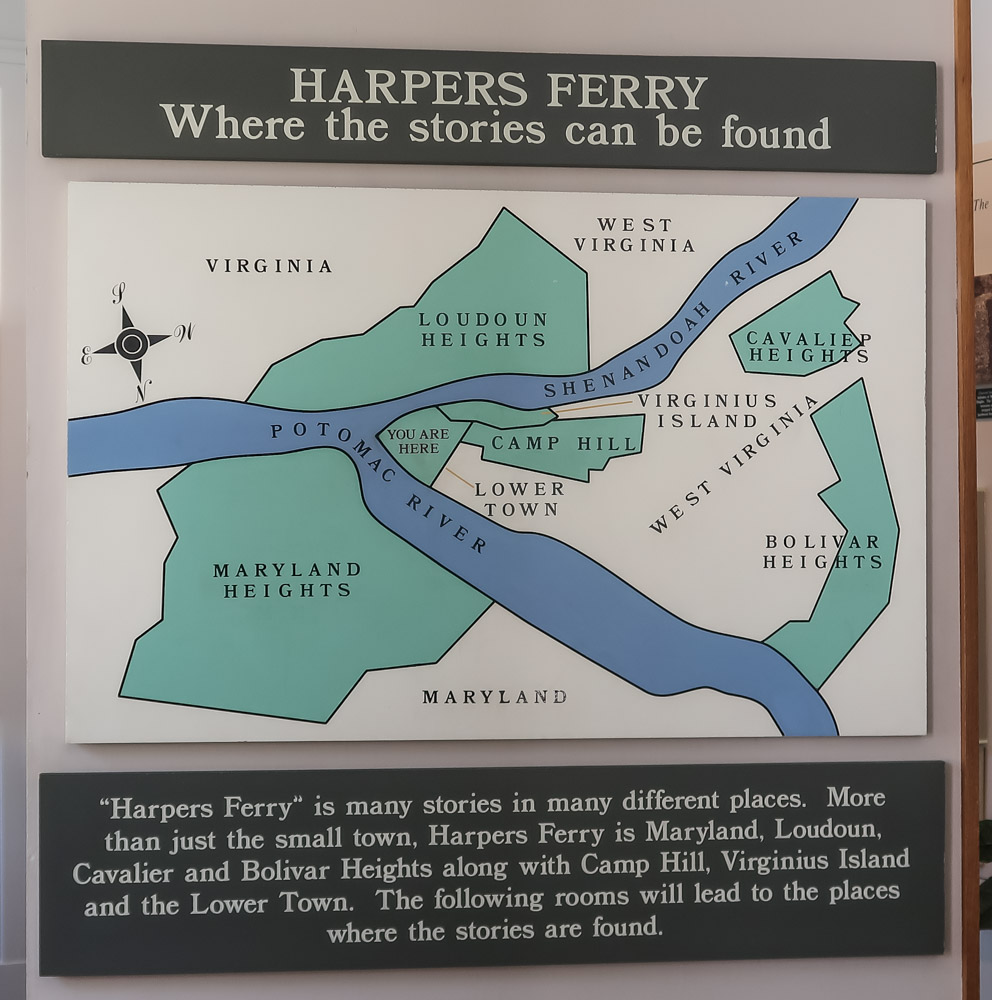 HARPERS FERRY
Where the stories can be found
The
WEST
VIRGINIA
VIRGINIA
SHENANDOAH RIVER
S
E W
N
LOUDOUN
HEIGHTS
CAVALIER
HEIGHTS
VIRGINIUS
ISLAND
POTOMAC RIVER
YOU ARE
HERE
CAMP HILL
WEST VIRGINIA
LOWER
TOWN
BOLIVAR
HEIGHTS
MARYLAND
HEIGHTS
MARYLAND
"Harpers Ferry" is many stories in many different places. More
than just the small town, Harpers Ferry is Maryland, Loudoun,
Cavalier and Bolivar Heights along with Camp Hill, Virginius Island
and the Lower Town. The following rooms will lead to the places
where the stories are found.